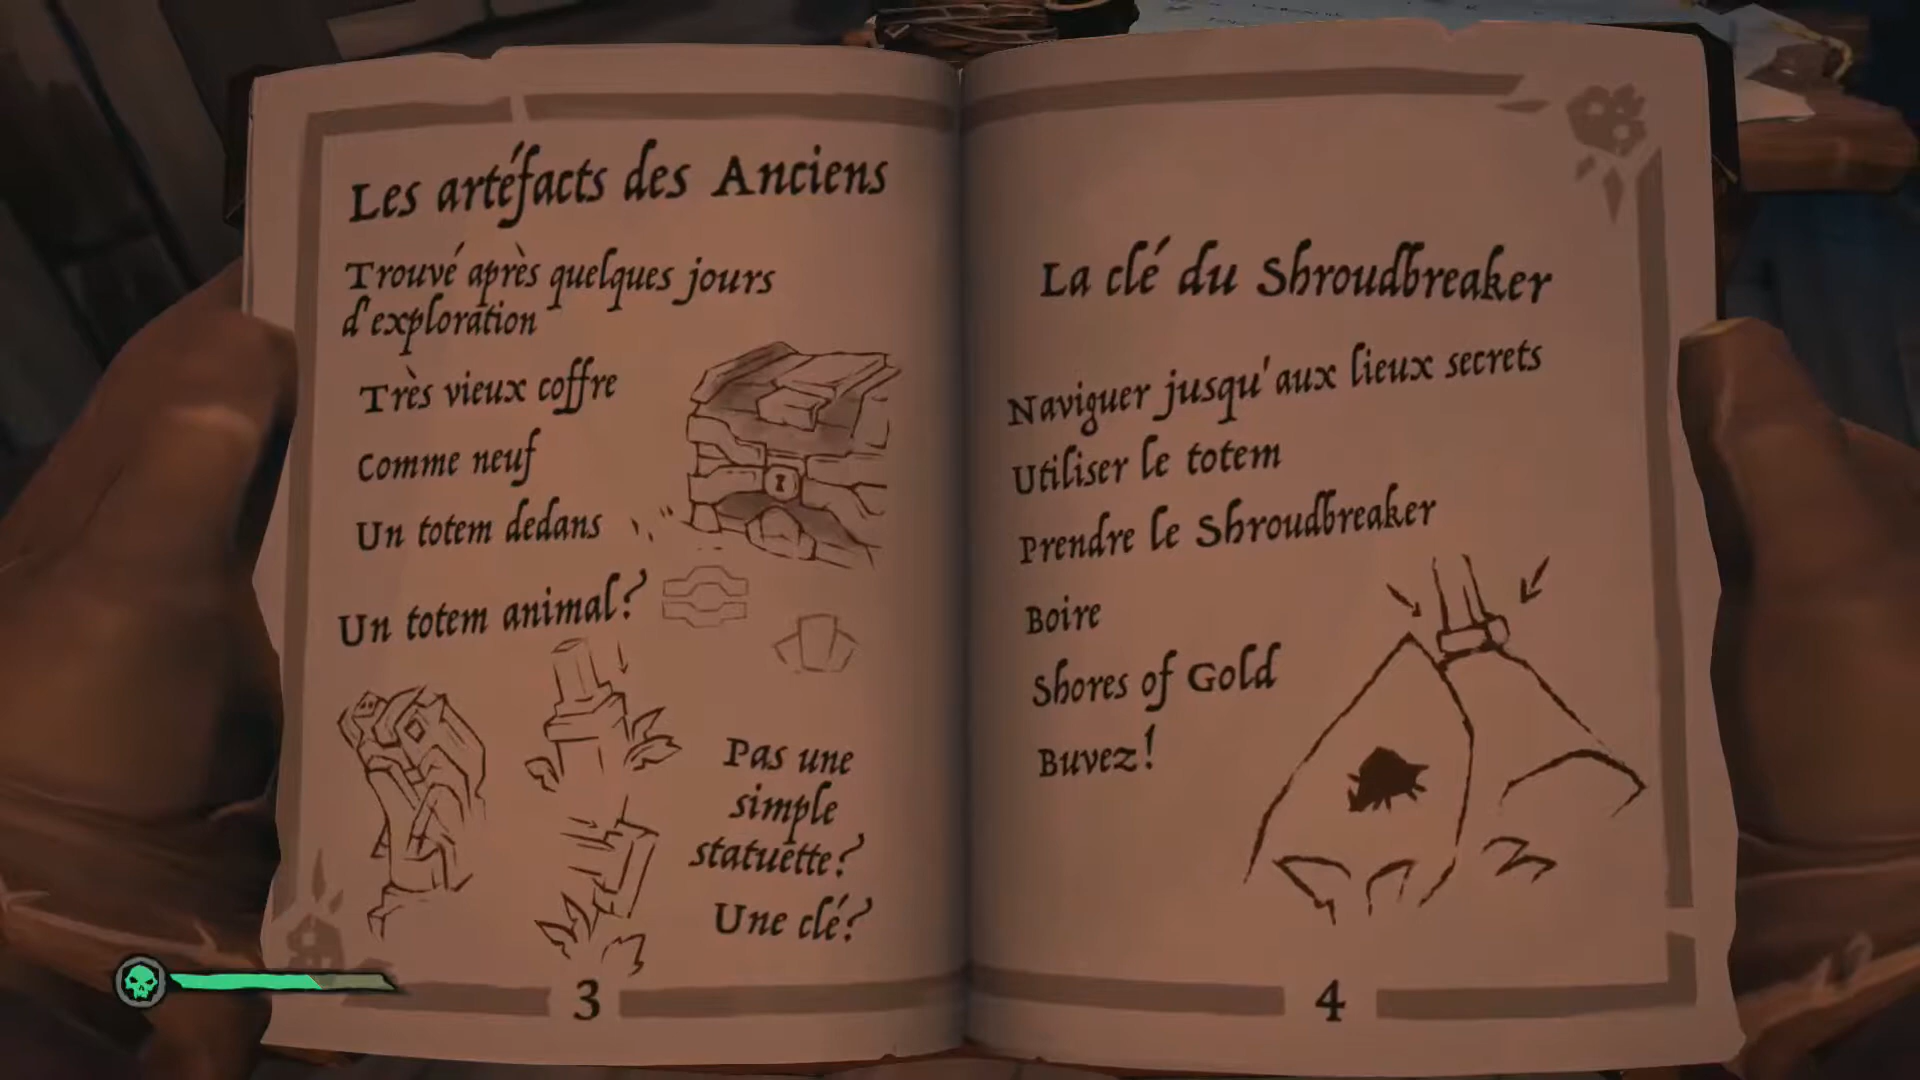 Les artéfacts des Anciens
Trouvé après quelques jours
d'exploration
Très vieux coffre
Comme neuf
Un totem dedans
Un totem animal?
Pas une
simple
statuette?
Une clé?
3
La clé du Shroudbreaker
Naviguer jusqu'aux lieux secrets
Utiliser le totem
Prendre le Shroudbreaker
Boire
Shores of Gold
Buvez!
4